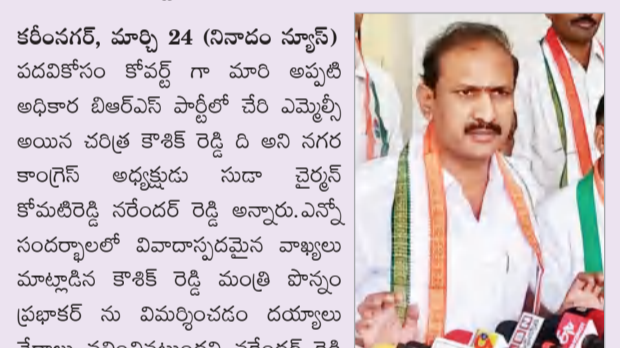 కరీంనగర్, మార్చి 24 (నినాదం న్యూస్)
పదవికోసం కోవర్ట్ గా మారి అప్పటి
అధికార బిఆర్ఎస్ పార్టీలో చేరి ఎమ్మెల్సీ
అయిన చరిత్ర కౌశిక్ రెడ్డి ది అని నగర
కాంగ్రెస్ అధ్యక్షుడు సుడా చైర్మన్
కోమటిరెడ్డి నరేందర్ రెడ్డి అన్నారు.ఎన్నో
సందర్భాలలో వివాదాస్పదమైన వాఖ్యలు
మాట్లాడిన కౌశిక్ రెడ్డి మంత్రి పొన్నం
ప్రభాకర్ ను విమర్శించడం దయ్యాలు